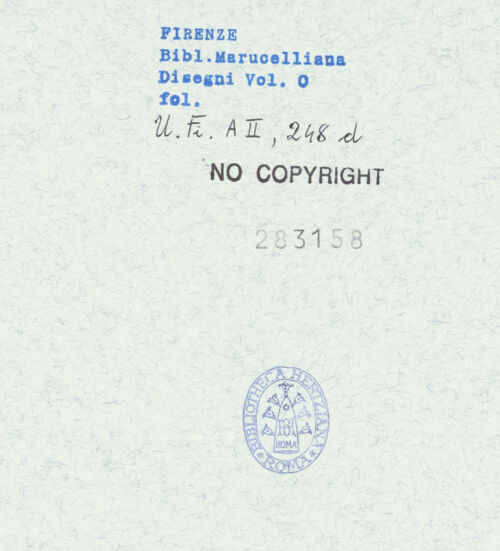 FIRENZE
Bibl.Marucelliana
Disegni Vol. O
fol.
U. Fi. A II, 248 d
NO COPYRIGHT
283158
BIBLIOTHECA HERTZIANA
ROMA
* ROMA *